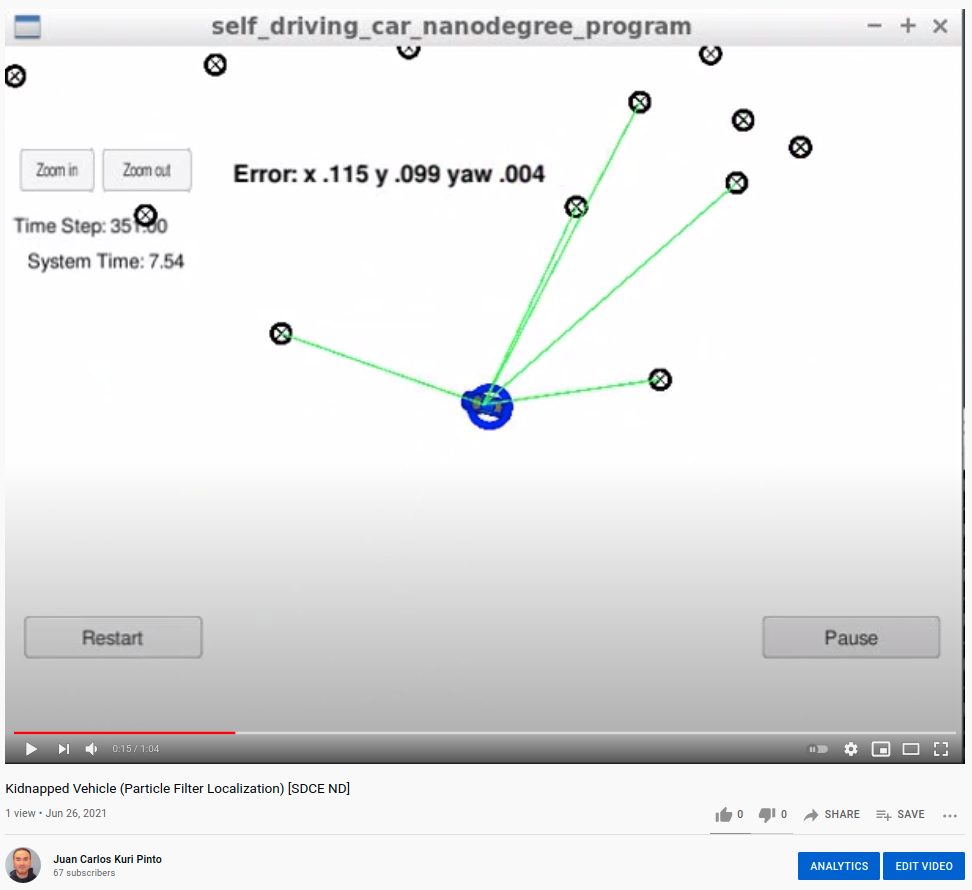 self_driving_car_nanodegree_program
Zoom in
Zoom out
Error: x .115 y .099 yaw .004
Time Step: 351.00
System Time: 7.54
Restart
Pause
0:15 / 1:04
Kidnapped Vehicle (Particle Filter Localization) [SDCE ND]
1 view • Jun 26, 2021
0
0
SHARE
SAVE
Juan Carlos Kuri Pinto
67 subscribers
ANALYTICS
EDIT VIDEO